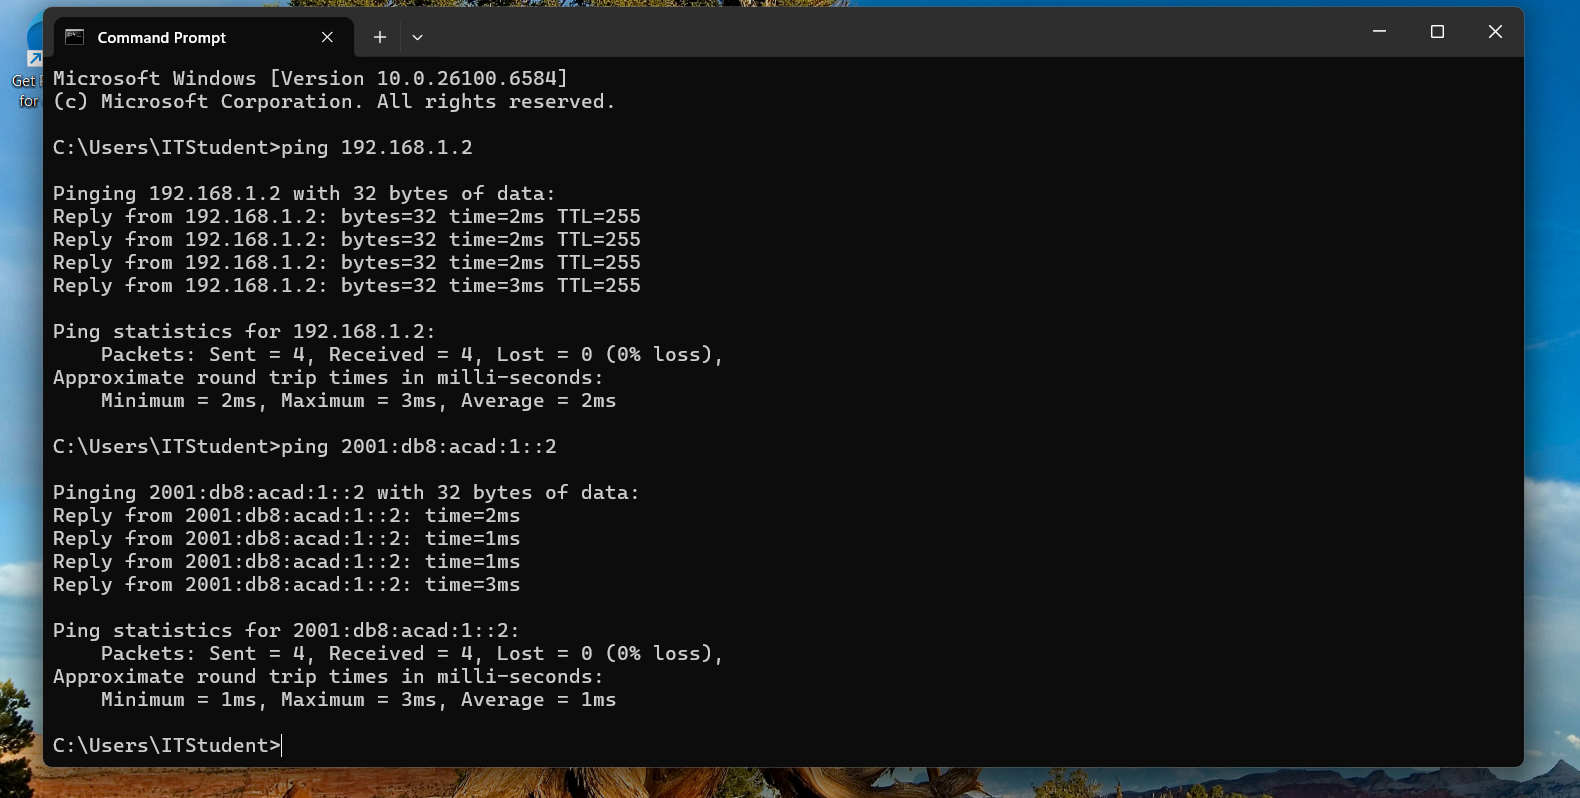 Command Prompt
Get
for
Microsoft Windows [Version 10.0.26100.6584]
(c) Microsoft Corporation. All rights reserved.
C:\Users\ITStudent>ping 192.168.1.2
Pinging 192.168.1.2 with 32 bytes of data:
Reply from 192.168.1.2: bytes=32 time=2ms TTL=255
Reply from 192.168.1.2: bytes=32 time=2ms TTL=255
Reply from 192.168.1.2: bytes=32 time=2ms TTL=255
Reply from 192.168.1.2: bytes=32 time=3ms TTL=255
Ping statistics for 192.168.1.2:
Packets: Sent = 4, Received = 4, Lost = 0 (0% loss),
Approximate round trip times in milli-seconds:
Minimum = 2ms, Maximum = 3ms, Average = 2ms
C:\Users\ITStudent>ping 2001:db8:acad:1::2
Pinging 2001:db8:acad:1::2 with 32 bytes of data:
Reply from 2001:db8:acad:1::2: time=2ms
Reply from 2001:db8:acad:1::2: time=1ms
Reply from 2001:db8:acad:1::2: time=1ms
Reply from 2001:db8:acad:1::2: time=3ms
Ping statistics for 2001:db8:acad:1::2:
Packets: Sent = 4, Received = 4, Lost = 0 (0% loss),
Approximate round trip times in milli-seconds:
Minimum = 1ms, Maximum = 3ms, Average = 1ms
C:\Users\ITStudent>